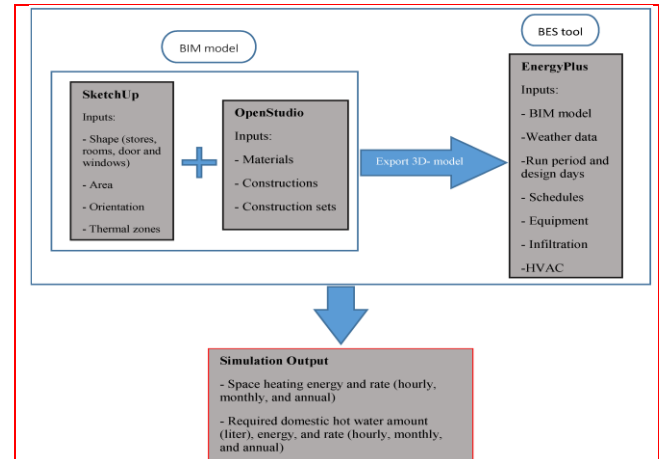 BIM model
BES tool
SketchUp
Inputs:
- Shape (stores,
rooms, door and
windows)
- Area
- Orientation
- Thermal zones
OpenStudio
Inputs:
- Materials
- Constructions
- Construction sets
Export 3D- model
EnergyPlus
Inputs:
- BIM model
-Weather data
-Run period and
design days
- Schedules
- Equipment
- Infiltration
-HVAC
Simulation Output
- Space heating energy and rate (hourly,
monthly, and annual)
- Required domestic hot water amount
(liter), energy, and rate (hourly, monthly,
and annual)